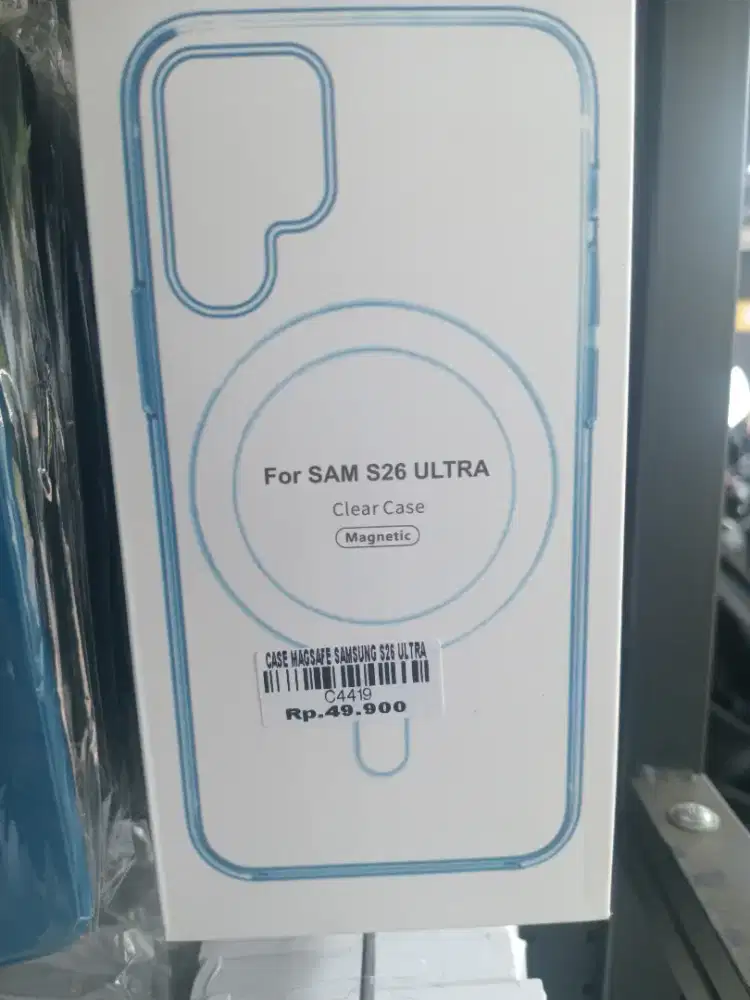 For SAM S26 ULTRA
Clear Case
Magnetic
CASE MAGSAFE SAMSUNG S26 ULTRA
C4419
Rp.49.900